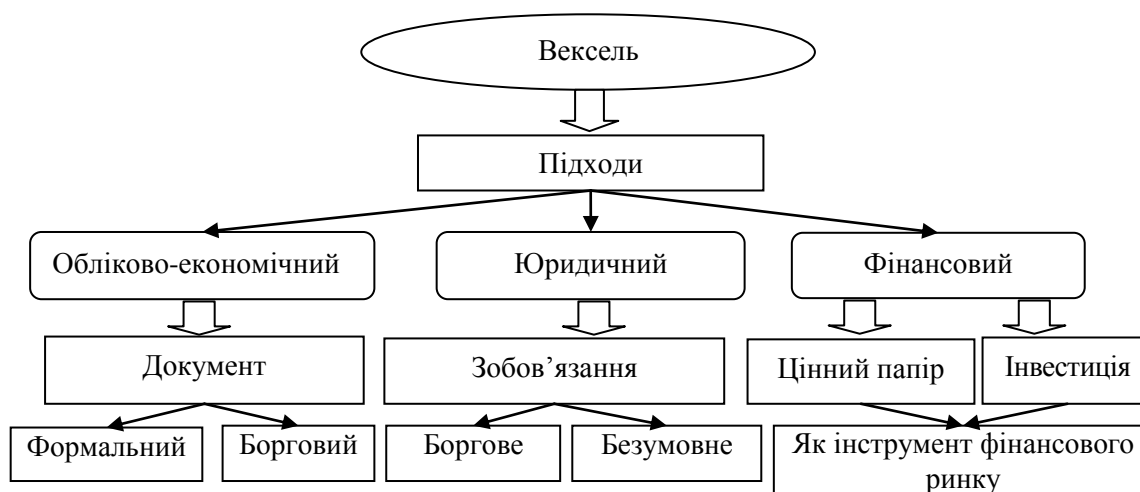 Вексель
Підходи
Обліково-економічний
Юридичний
Фінансовий
Документ
Зобов’язання
Цінний папір
Інвестиція
Формальний
Борговий
Боргове
Безумовне
Як інструмент фінансового
ринку